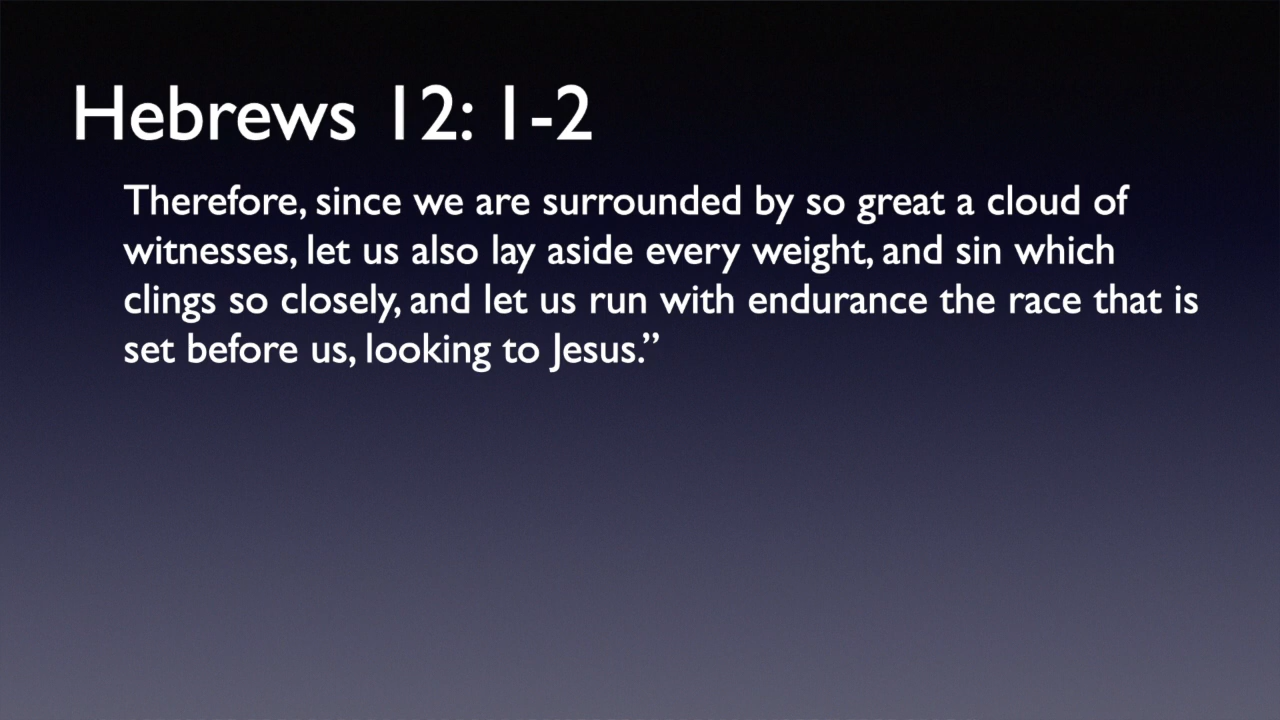 Hebrews 12: 1-2
Therefore, since we are surrounded by so great a cloud of
witnesses, let us also lay aside every weight, and sin which
clings so closely, and let us run with endurance the race that is
set before us, looking to Jesus.”